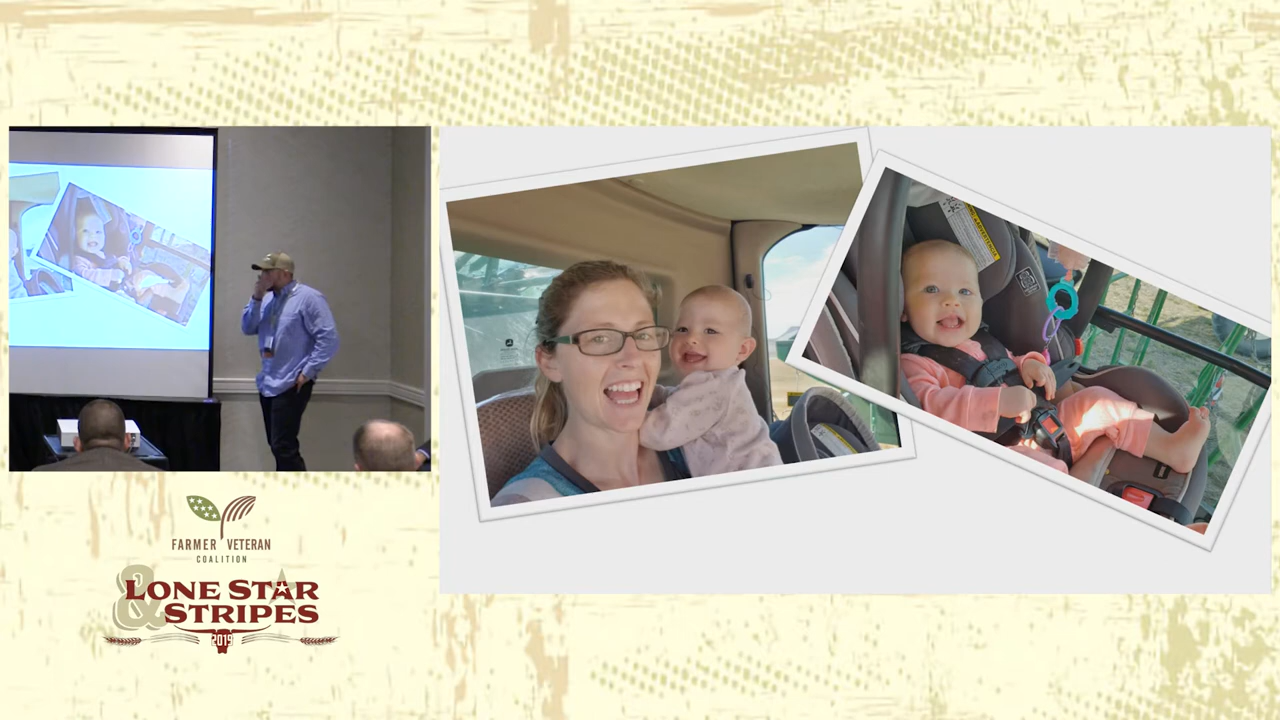 FARMER VETERAN
COALITION
&
LONE STAR
STRIPES
2019